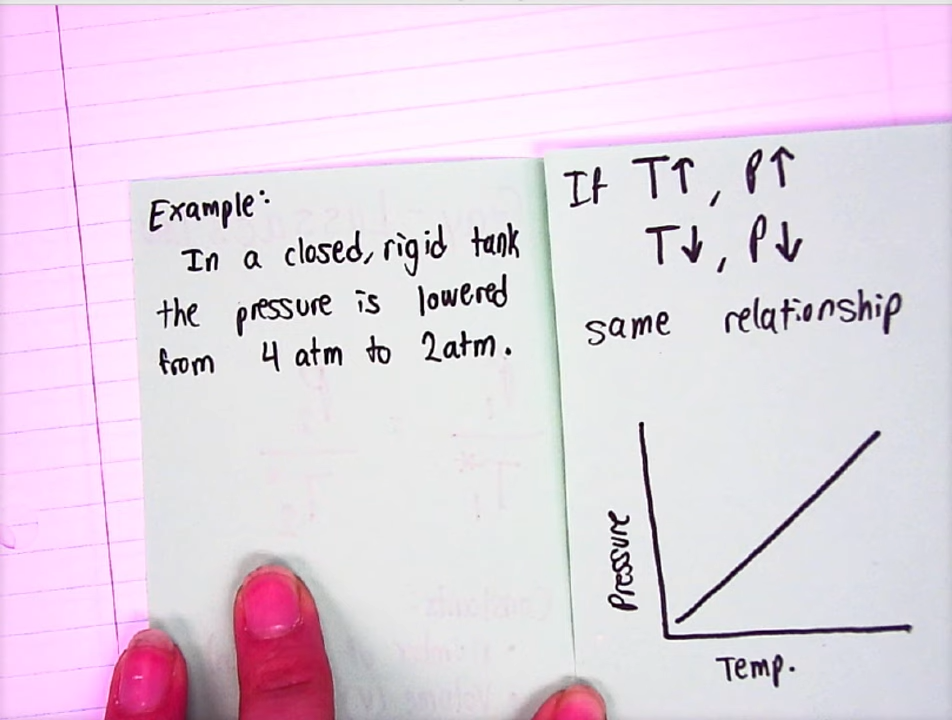 Example:
In a closed, rigid tank
the pressure is lowered
from 4 atm to 2atm.
If T↑, P↑
T↓, P↓
same relationship
Pressure
Temp.